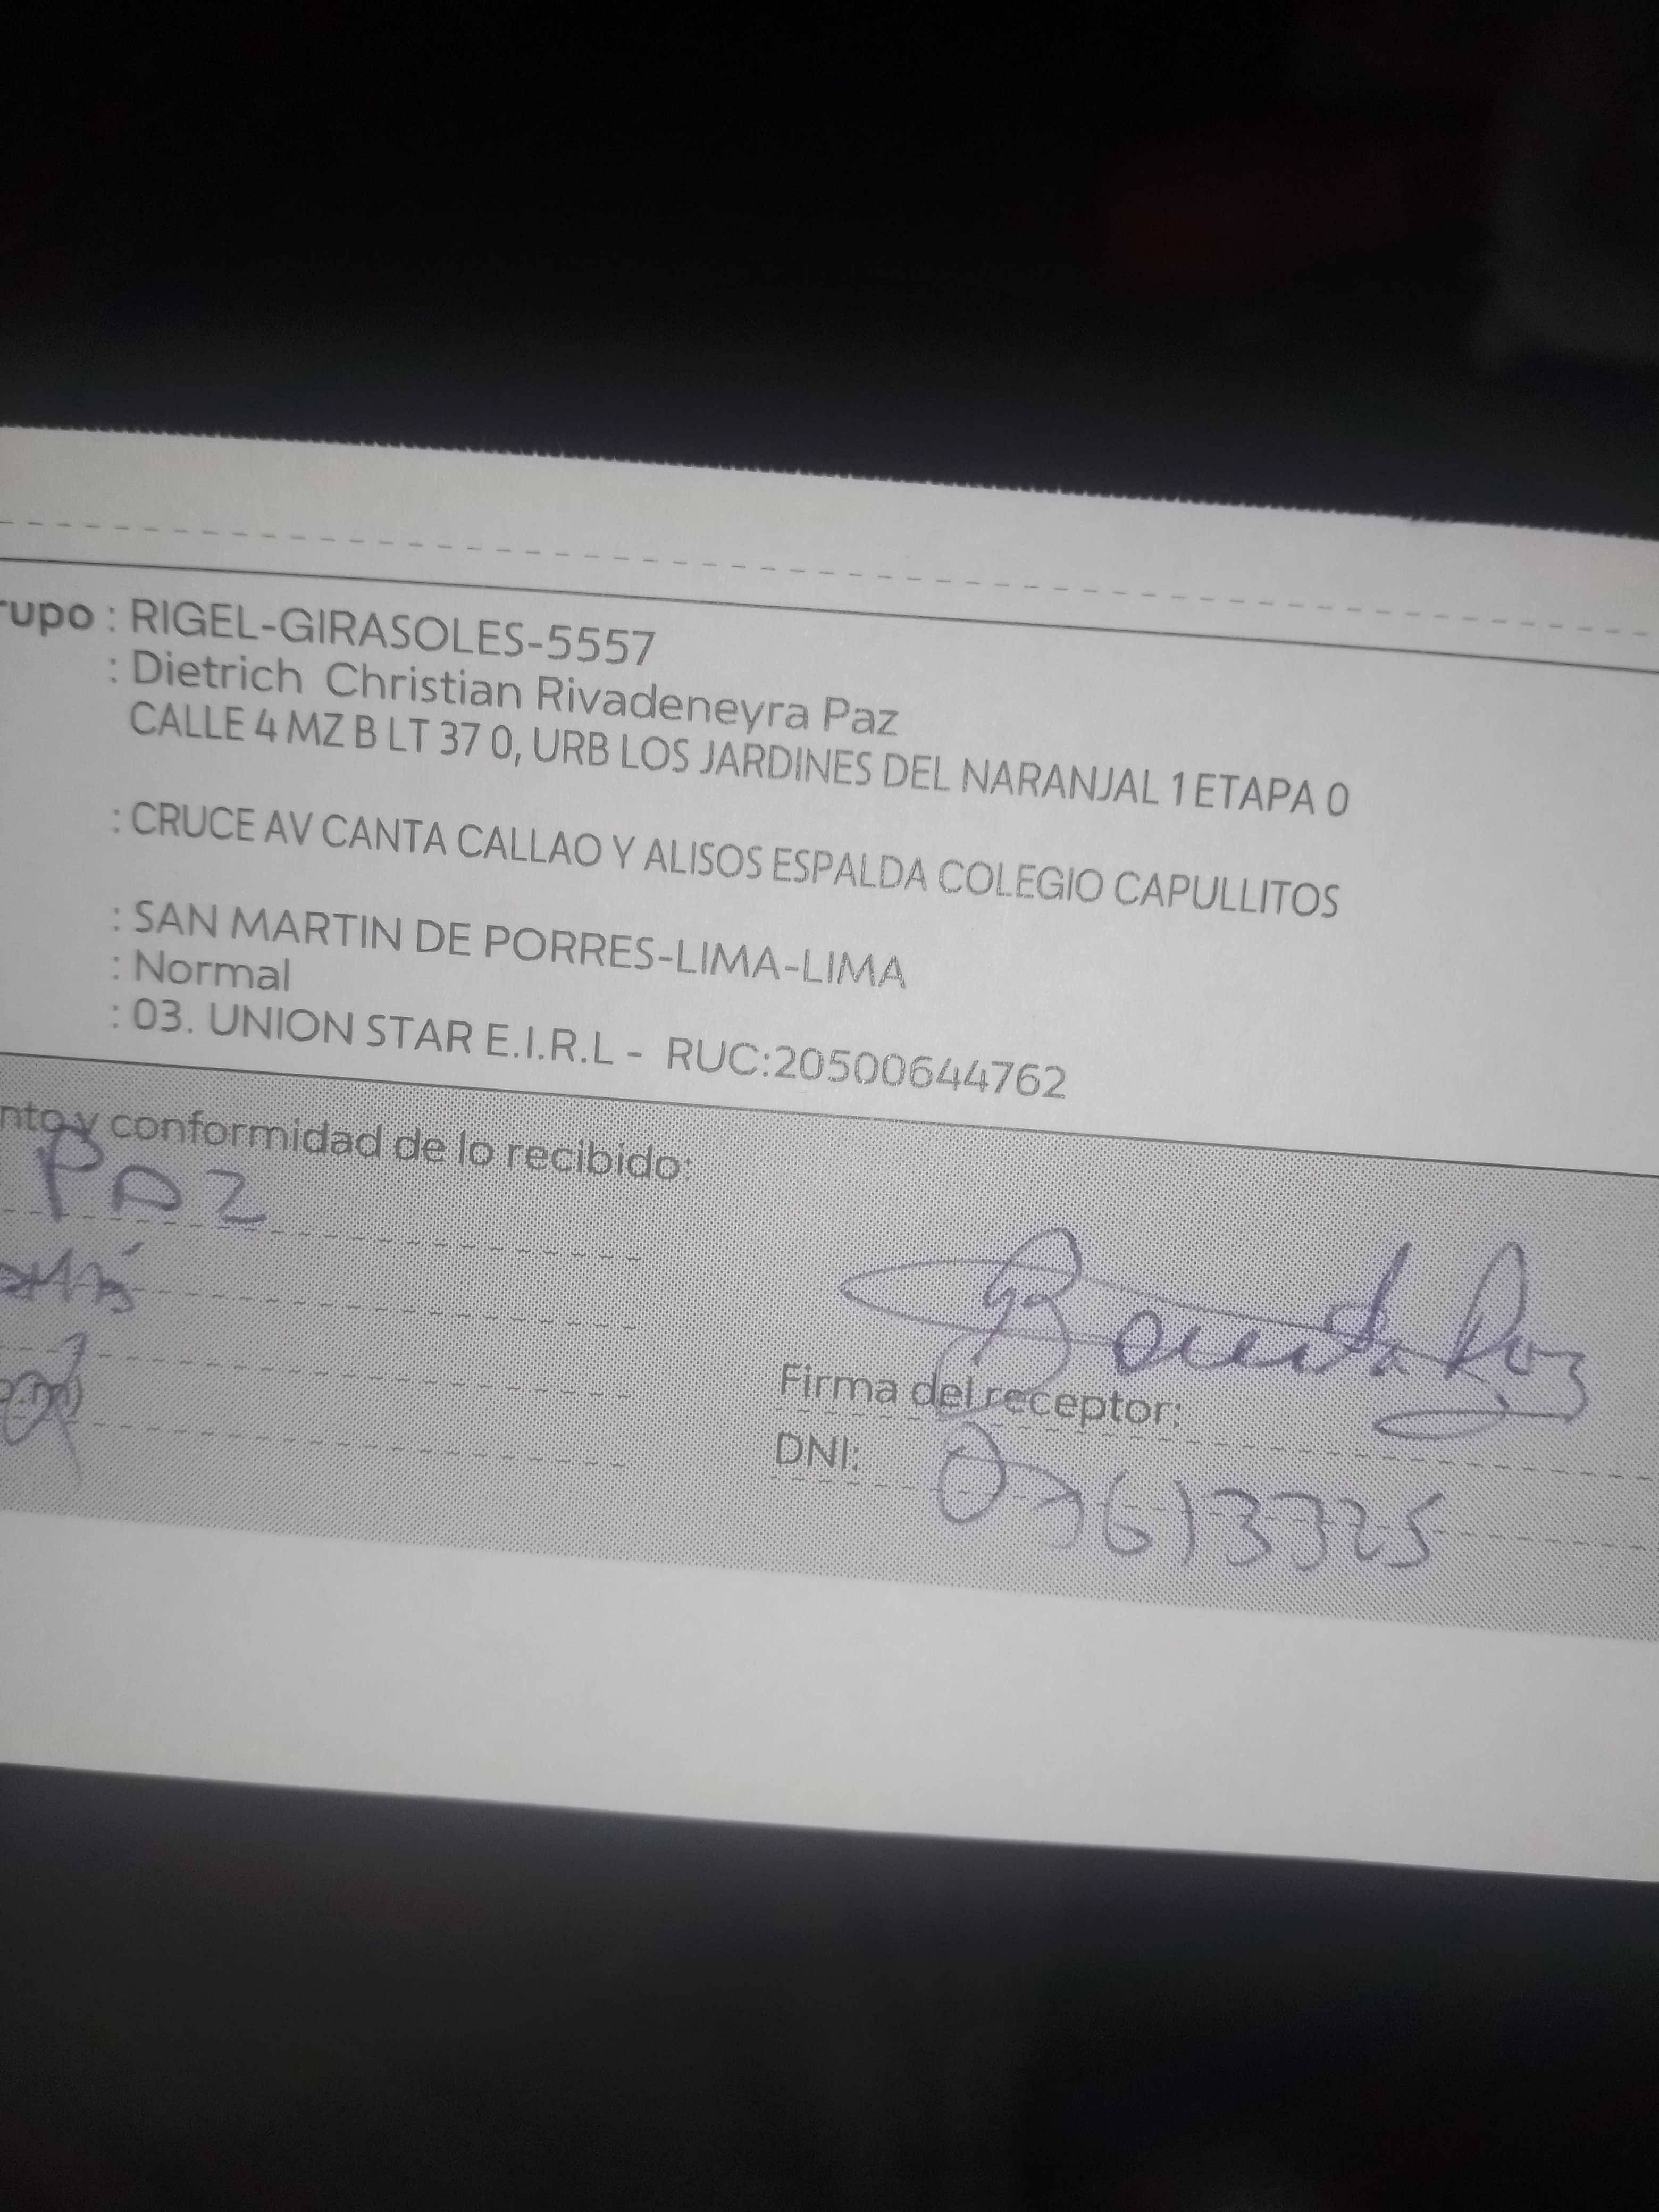 rupo : RIGEL-GIRASOLES-5557
: Dietrich Christian Rivadeneyra Paz
CALLE 4 MZ B LT 37 0, URB LOS JARDINES DEL NARANJAL 1 ETAPA 0
: CRUCE AV CANTA CALLAO Y ALISOS ESPALDA COLEGIO CAPULLITOS
: SAN MARTIN DE PORRES-LIMA-LIMA
: Normal
: 03. UNION STAR E.I.R.L - RUC:20500644762
nto y conformidad de lo recibido:
PAZ
Firma del receptor:
DNI: 07613325